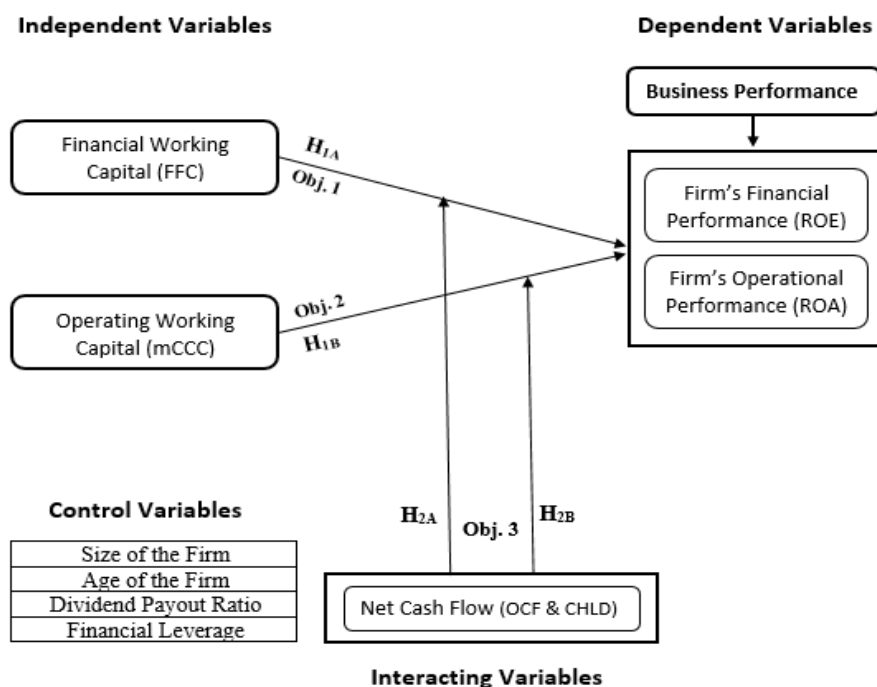 Independent Variables
Dependent Variables
Business Performance
Financial Working
Capital (FFC)
H1A
Obj. 1
Firm's Financial
Performance (ROE)
Firm's Operational
Performance (ROA)
Operating Working
Capital (mCCC)
Obj. 2
H1B
H2A
Obj. 3
H2B
Control Variables
Size of the Firm
Age of the Firm
Dividend Payout Ratio
Financial Leverage
Net Cash Flow (OCF & CHLD)
Interacting Variables